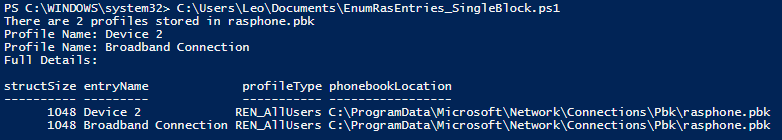 PS C:\WINDOWS\system32> C:\Users\Leo\Documents\EnumRasEntries_SingleBlock.ps1
There are 2 profiles stored in rasphone.pbk
Profile Name: Device 2
Profile Name: Broadband Connection
Full Details:
structSize entryName profileType phonebookLocation
---------- --------- ----------- -----------------
1048 Device 2 REN_AllUsers C:\ProgramData\Microsoft\Network\Connections\Pbk\rasphone.pbk
1048 Broadband Connection REN_AllUsers C:\ProgramData\Microsoft\Network\Connections\Pbk\rasphone.pbk